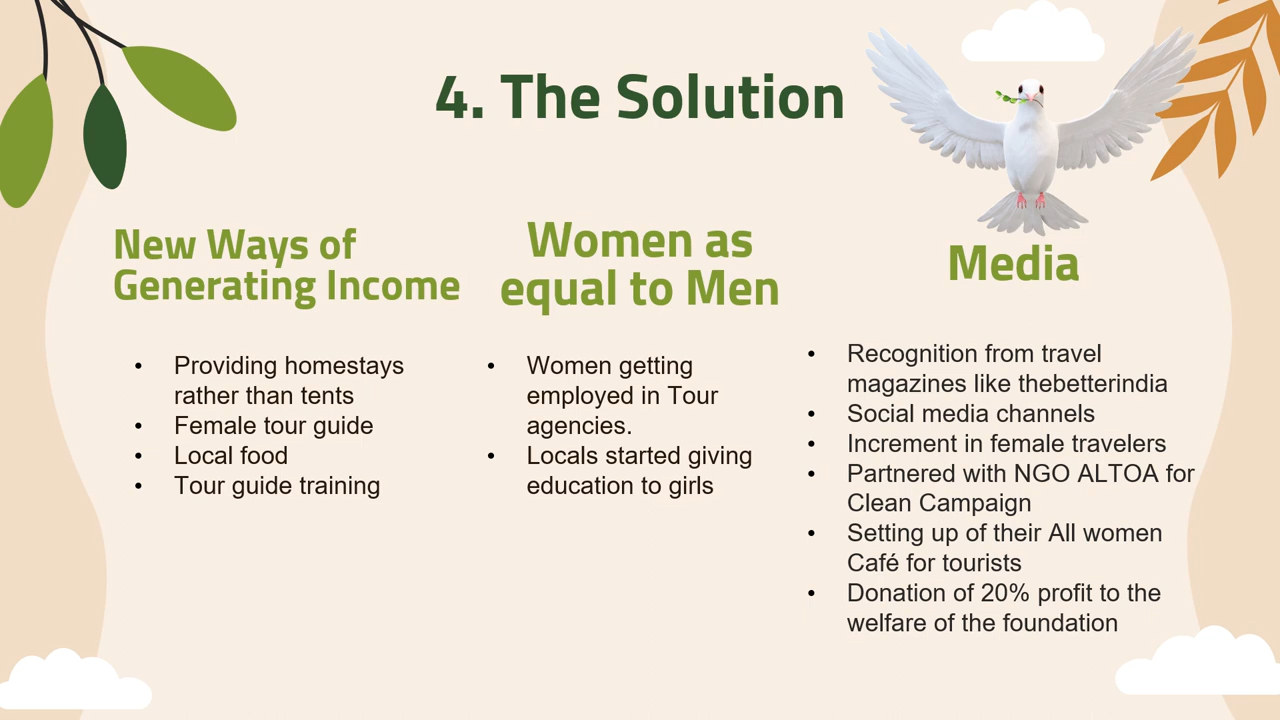 4. The Solution
New Ways of
Generating Income
• Providing homestays
rather than tents
• Female tour guide
• Local food
• Tour guide training
Women as
equal to Men
• Women getting
employed in Tour
agencies.
• Locals started giving
education to girls
Media
• Recognition from travel
magazines like thebetterindia
• Social media channels
• Increment in female travelers
• Partnered with NGO ALTOA for
Clean Campaign
• Setting up of their All women
Café for tourists
• Donation of 20% profit to the
welfare of the foundation